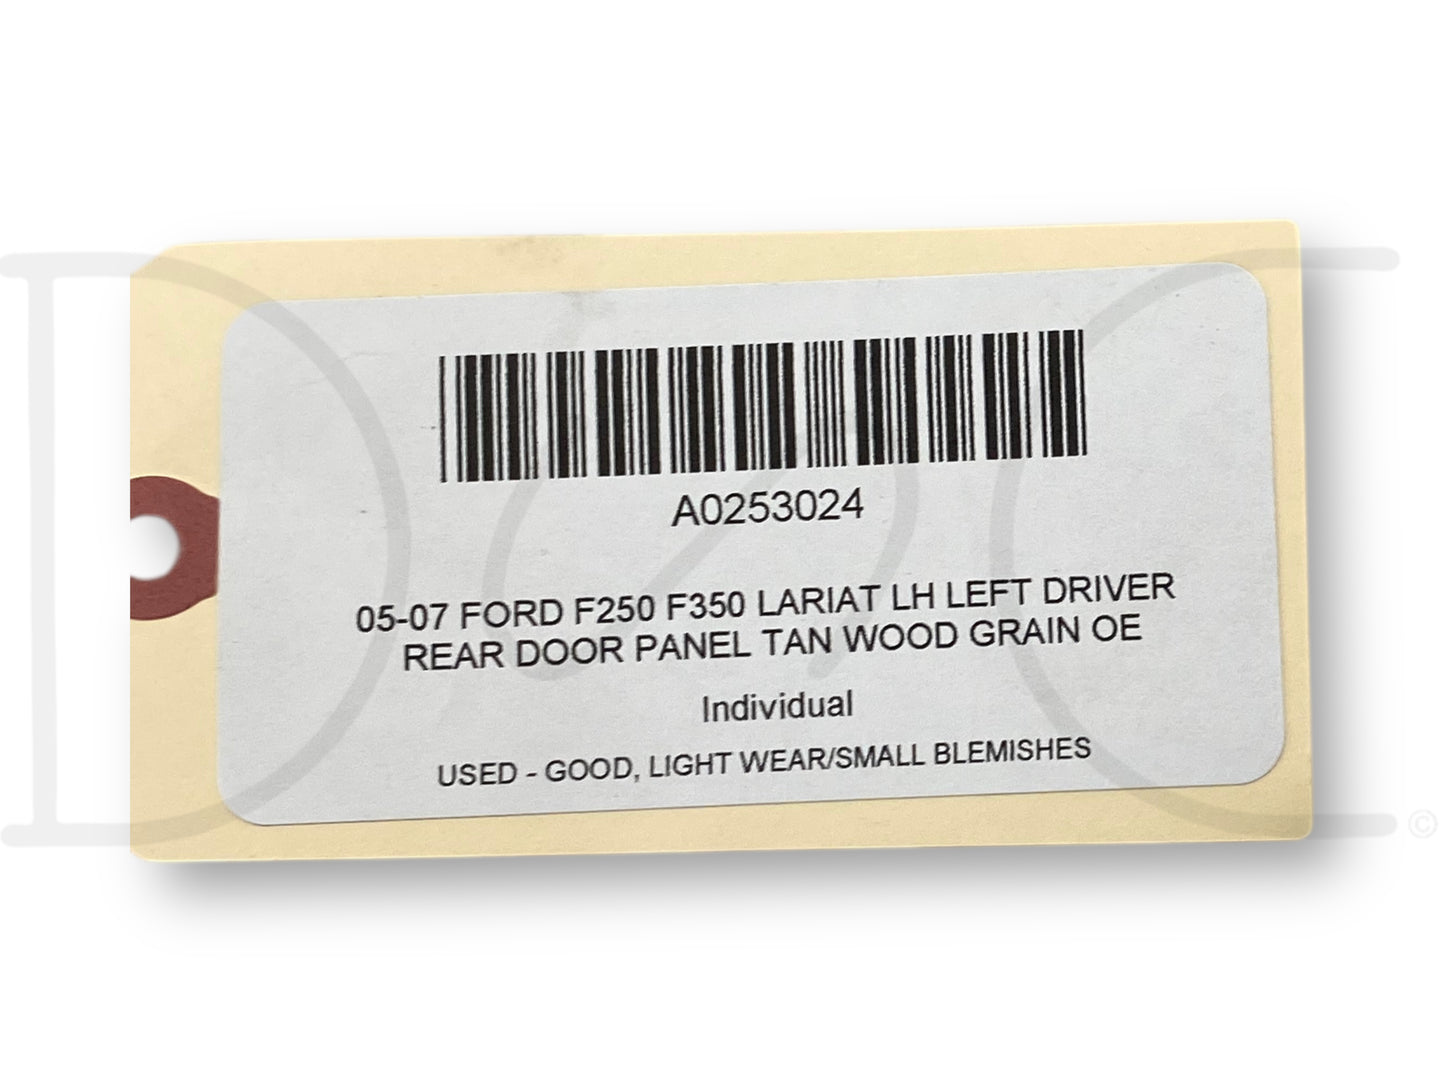 A0253024
05-07 FORD F250 F350 LARIAT LH LEFT DRIVER
REAR DOOR PANEL TAN WOOD GRAIN OE
Individual
USED - GOOD, LIGHT WEAR/SMALL BLEMISHES
©